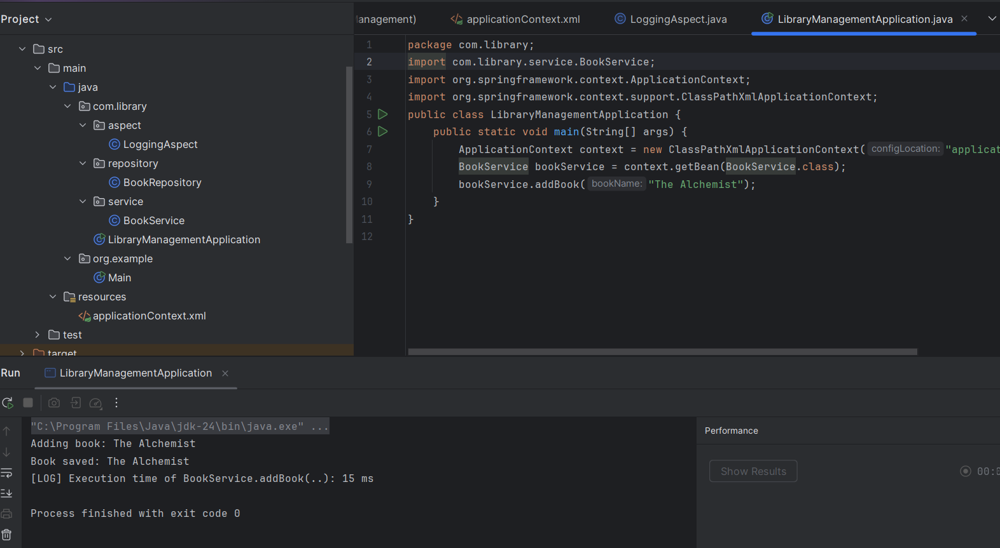 Project
anagement)
applicationContext.xml
LoggingAspect.java
LibraryManagementApplication.java
src
main
java
com.library
aspect
LoggingAspect
repository
BookRepository
service
BookService
LibraryManagementApplication
org.example
Main
resources
applicationContext.xml
test
target
1 package com.library;
2 import com.library.service.BookService;
3 import org.springframework.context.ApplicationContext;
4 import org.springframework.context.support.ClassPathXmlApplicationContext;
5 public class LibraryManagementApplication {
6 public static void main(String[] args) {
7 ApplicationContext context = new ClassPathXmlApplicationContext( configLocation: "applicat
8 BookService bookService = context.getBean(BookService.class);
9 bookService.addBook( bookName: "The Alchemist");
10 }
11 }
12
Run
LibraryManagementApplication
"C:\Program Files\Java\jdk-24\bin\java.exe" ...
Adding book: The Alchemist
Book saved: The Alchemist
[LOG] Execution time of BookService.addBook(..): 15 ms
Process finished with exit code 0
Performance
Show Results
00:0